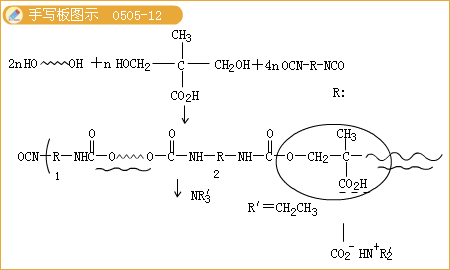 手写板图示 0505-12
CH₃
2nHO OH +n HOCH₂ C CH₂OH+4n OCN-R-NCO
CO₂H R:
O O O CH₃
OCN-( R-NHC O O C NH-R-NH C O CH₂ C
1 2 CO₂H
NR'₃ R'=CH₂CH₃
CO₂⁻ HN⁺R'₂